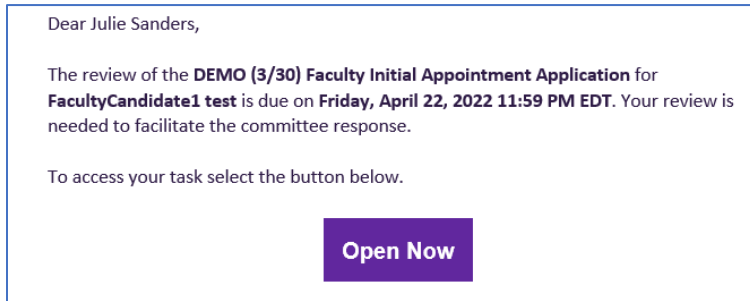 Dear Julie Sanders,
The review of the DEMO (3/30) Faculty Initial Appointment Application for
FacultyCandidate1 test is due on Friday, April 22, 2022 11:59 PM EDT. Your review is
needed to facilitate the committee response.
To access your task select the button below.
Open Now